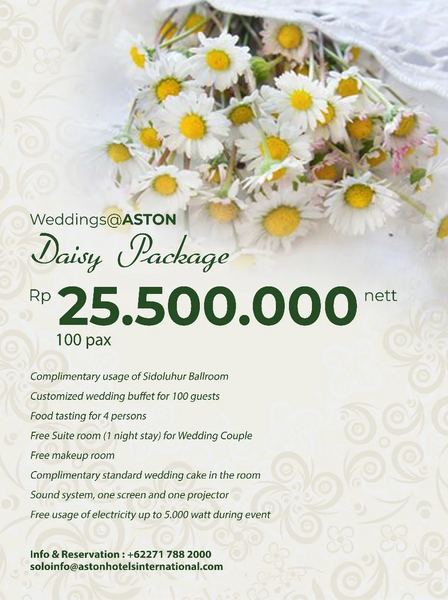 Weddings@ASTON
Daisy Package
Rp 25.500.000 nett
100 pax
Complimentary usage of Sidoluhur Ballroom
Customized wedding buffet for 100 guests
Food tasting for 4 persons
Free Suite room (1 night stay) for Wedding Couple
Free makeup room
Complimentary standard wedding cake in the room
Sound system, one screen and one projector
Free usage of electricity up to 5.000 watt during event
Info & Reservation : +62271 788 2000
soloinfo@astonhotelsinternational.com